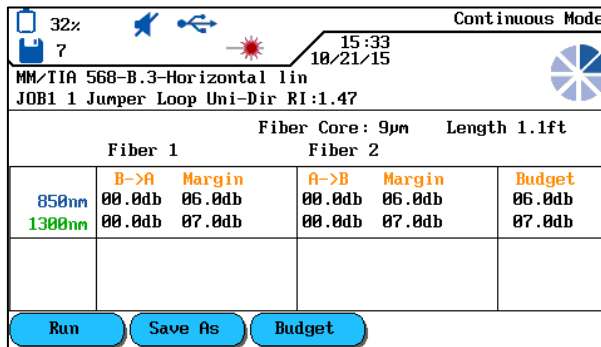 32% Continuous Mode
7 15:33
10/21/15
MM/TIA 568-B.3-Horizontal lin
JOB1 1 Jumper Loop Uni-Dir RI:1.47
Fiber Core: 9µm Length 1.1ft
Fiber 1 Fiber 2
B->A Margin A->B Margin Budget
850nm 00.0db 06.0db 00.0db 06.0db 06.0db
1300nm 00.0db 07.0db 00.0db 07.0db 07.0db
Run Save As Budget